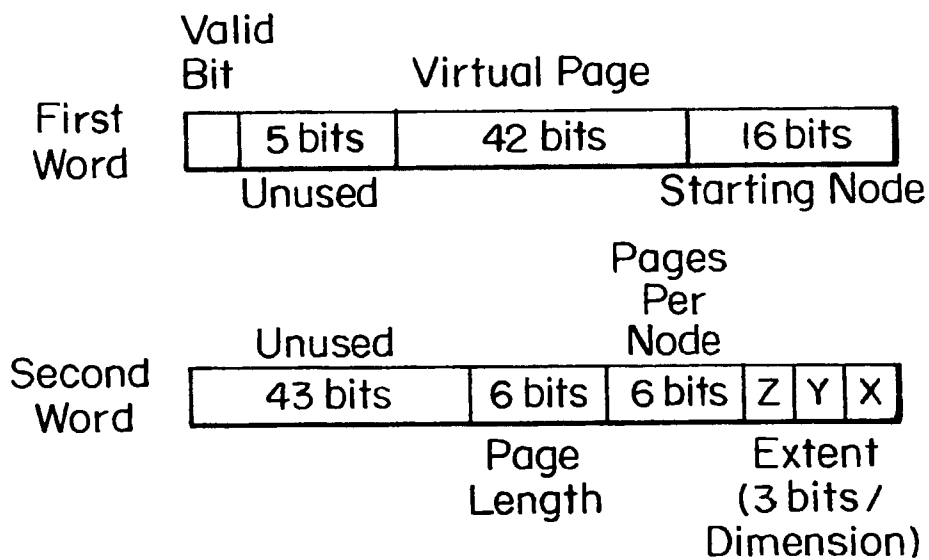 Valid
Bit
Virtual Page
First
Word
5 bits
42 bits
16 bits
Unused
Starting Node
Pages
Per
Node
Unused
Second
Word
43 bits
6 bits
6 bits
Z
Y
X
Page
Length
Extent
(3 bits/
Dimension)